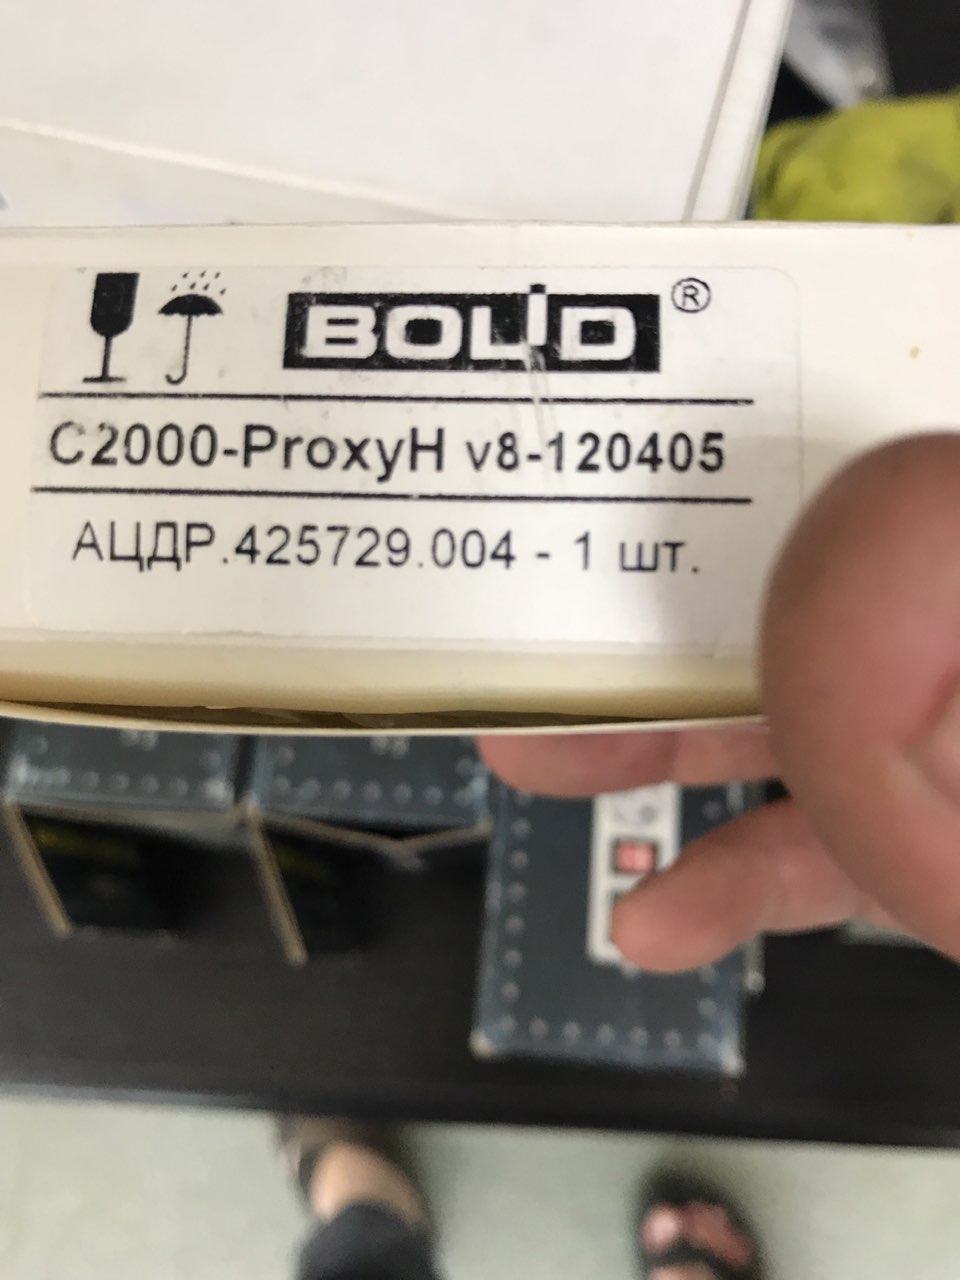 BOLID ®
C2000-ProxyH v8-120405
АЦДР.425729.004 - 1 шт.